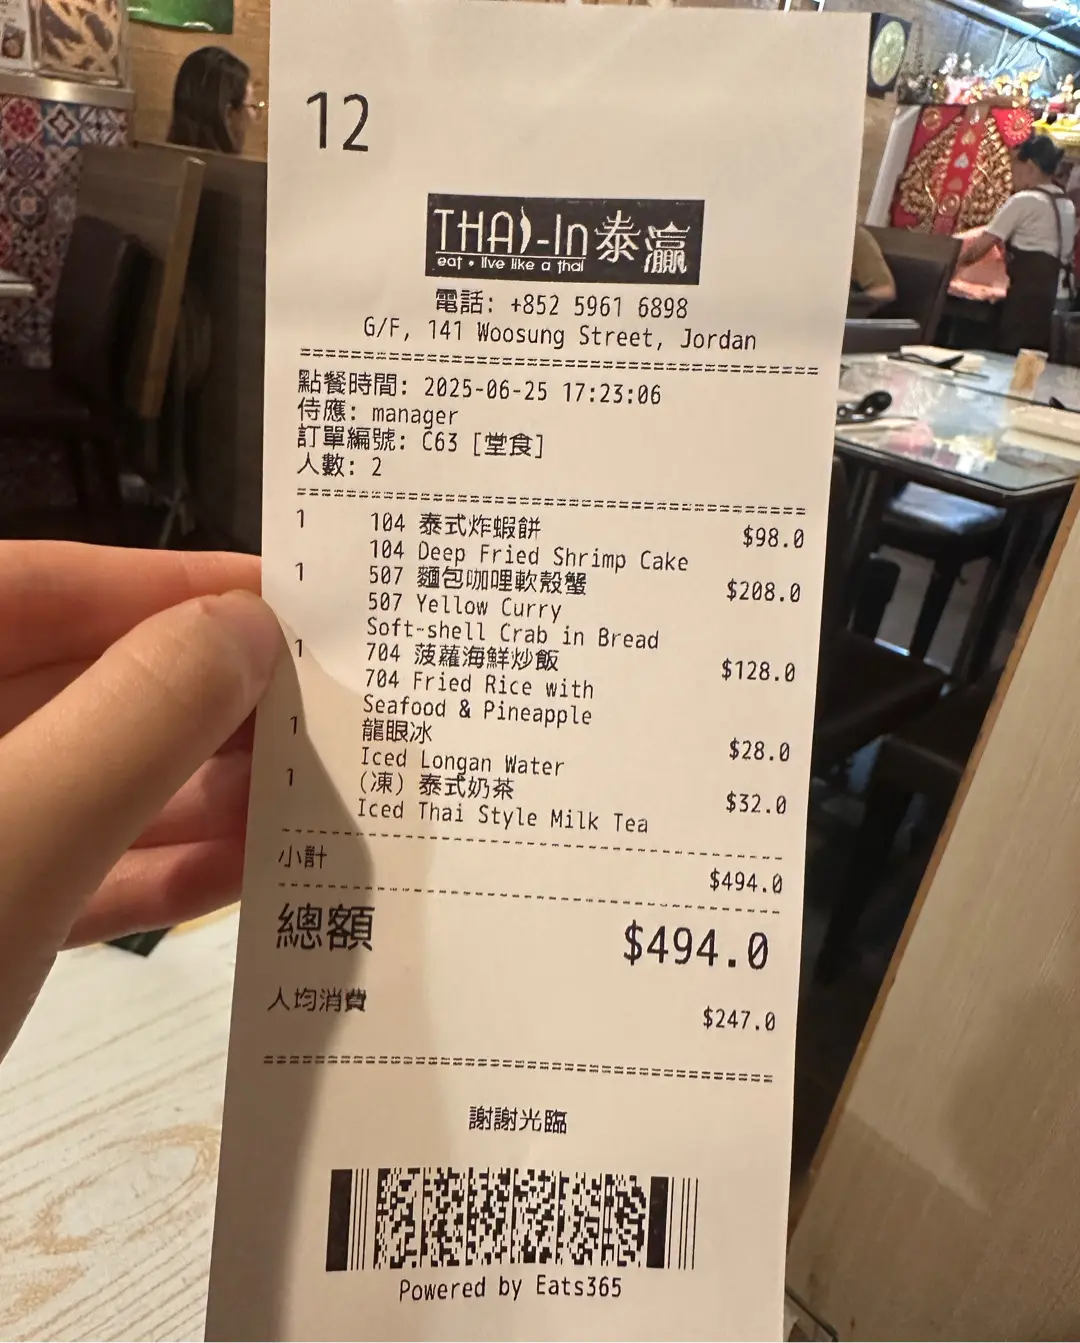 12
THAI-In 泰瀛
eat • live like a thai
電話: +852 5961 6898
G/F, 141 Woosung Street, Jordan
點餐時間: 2025-06-25 17:23:06
侍應: manager
訂單編號: C63 [堂食]
人數: 2
1 104 泰式炸蝦餅 $98.0
104 Deep Fried Shrimp Cake
1 507 麵包咖哩軟殼蟹 $208.0
507 Yellow Curry
Soft-shell Crab in Bread
1 704 菠蘿海鮮炒飯 $128.0
704 Fried Rice with
Seafood & Pineapple
1 龍眼冰 $28.0
Iced Longan Water
1 (凍) 泰式奶茶 $32.0
Iced Thai Style Milk Tea
小計 $494.0
總額 $494.0
人均消費 $247.0
謝謝光臨
Powered by Eats365